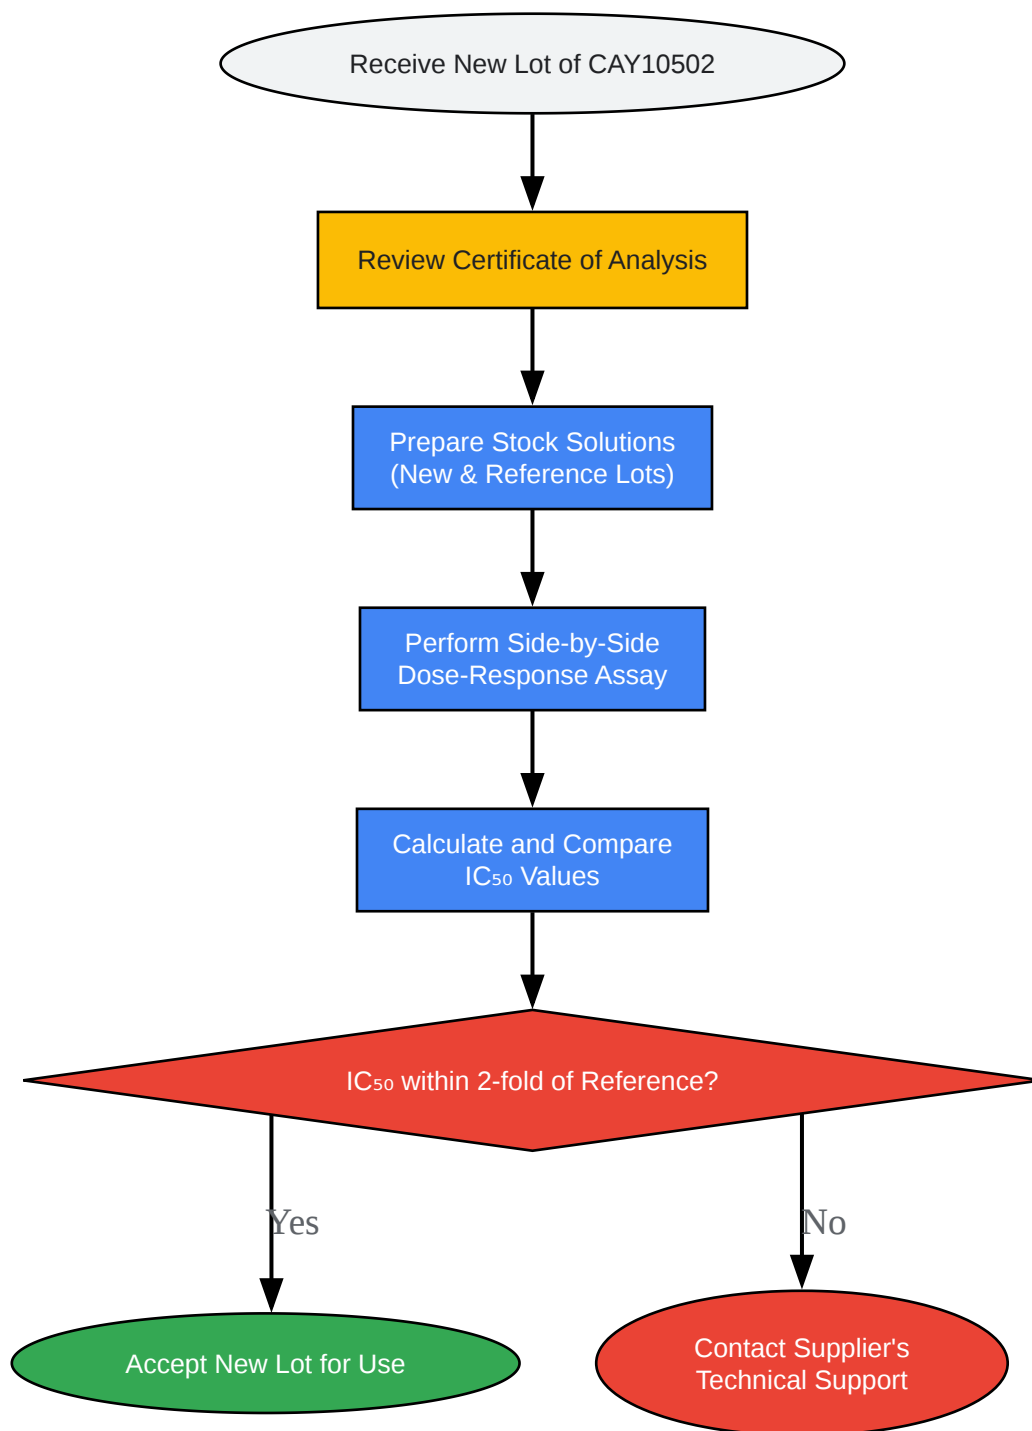 Receive New Lot of CAY10502
Review Certificate of Analysis
Prepare Stock Solutions
(New & Reference Lots)
Perform Side-by-Side
Dose-Response Assay
Calculate and Compare
IC₅₀ Values
IC₅₀ within 2-fold of Reference?
Yes
No
Accept New Lot for Use
Contact Supplier's
Technical Support